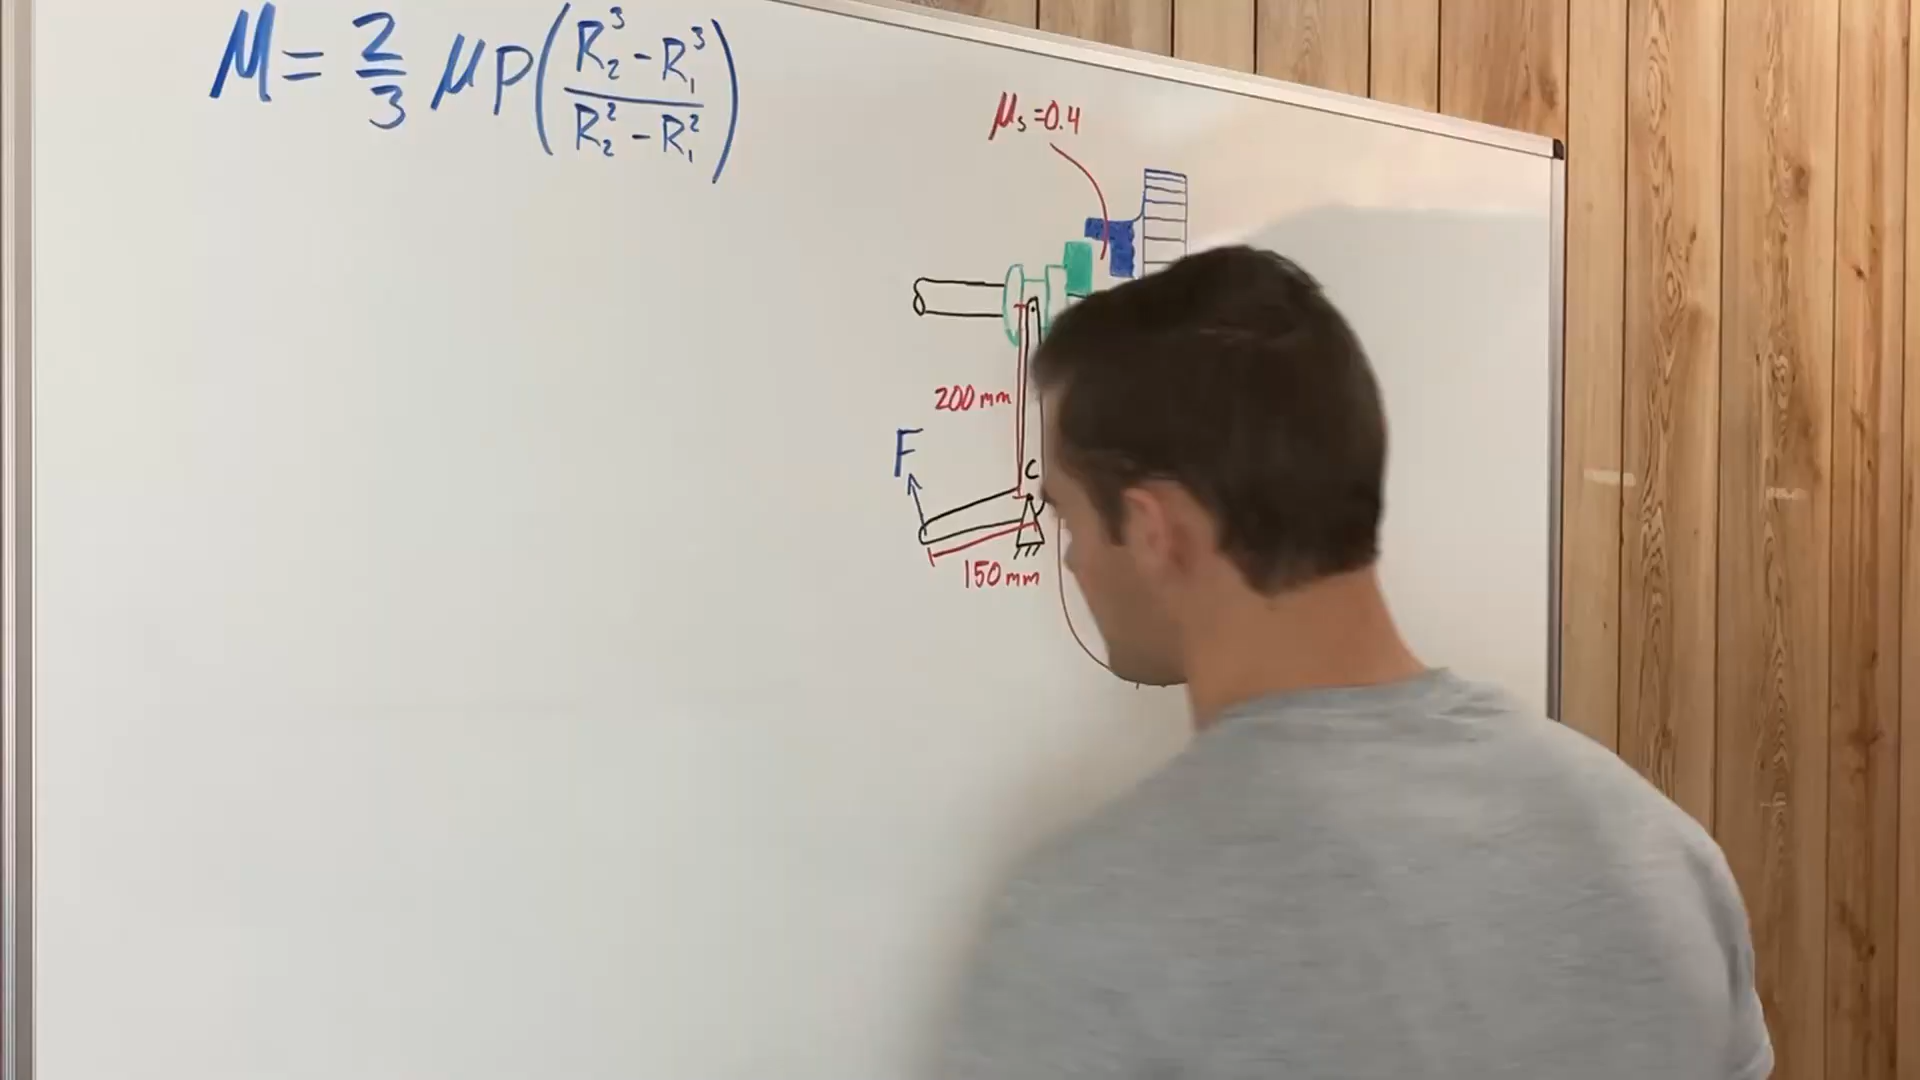 M = 2/3 μP((R₂³ - R₁³)/(R₂² - R₁²))
μₛ=0.4
200 mm
F
C
150 mm